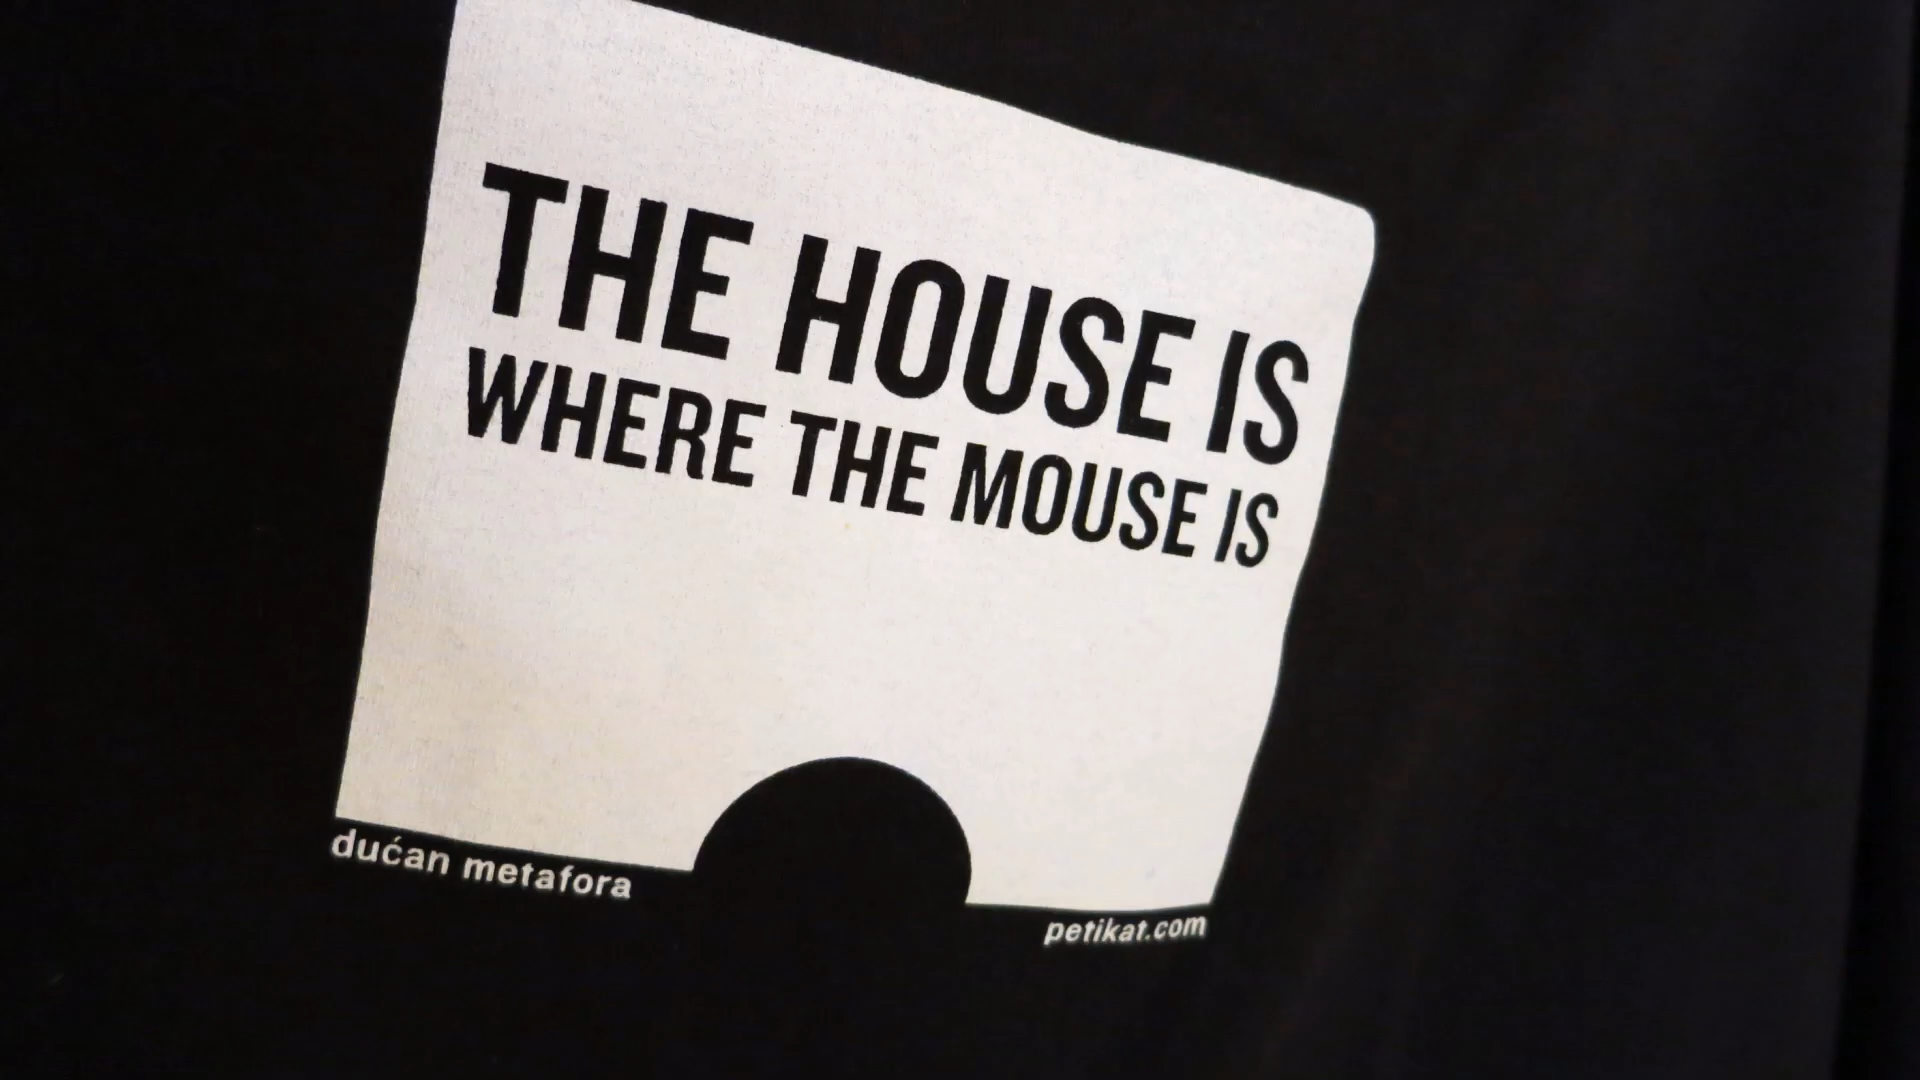 THE HOUSE IS
WHERE THE MOUSE IS
dućan metafora
petikat.com